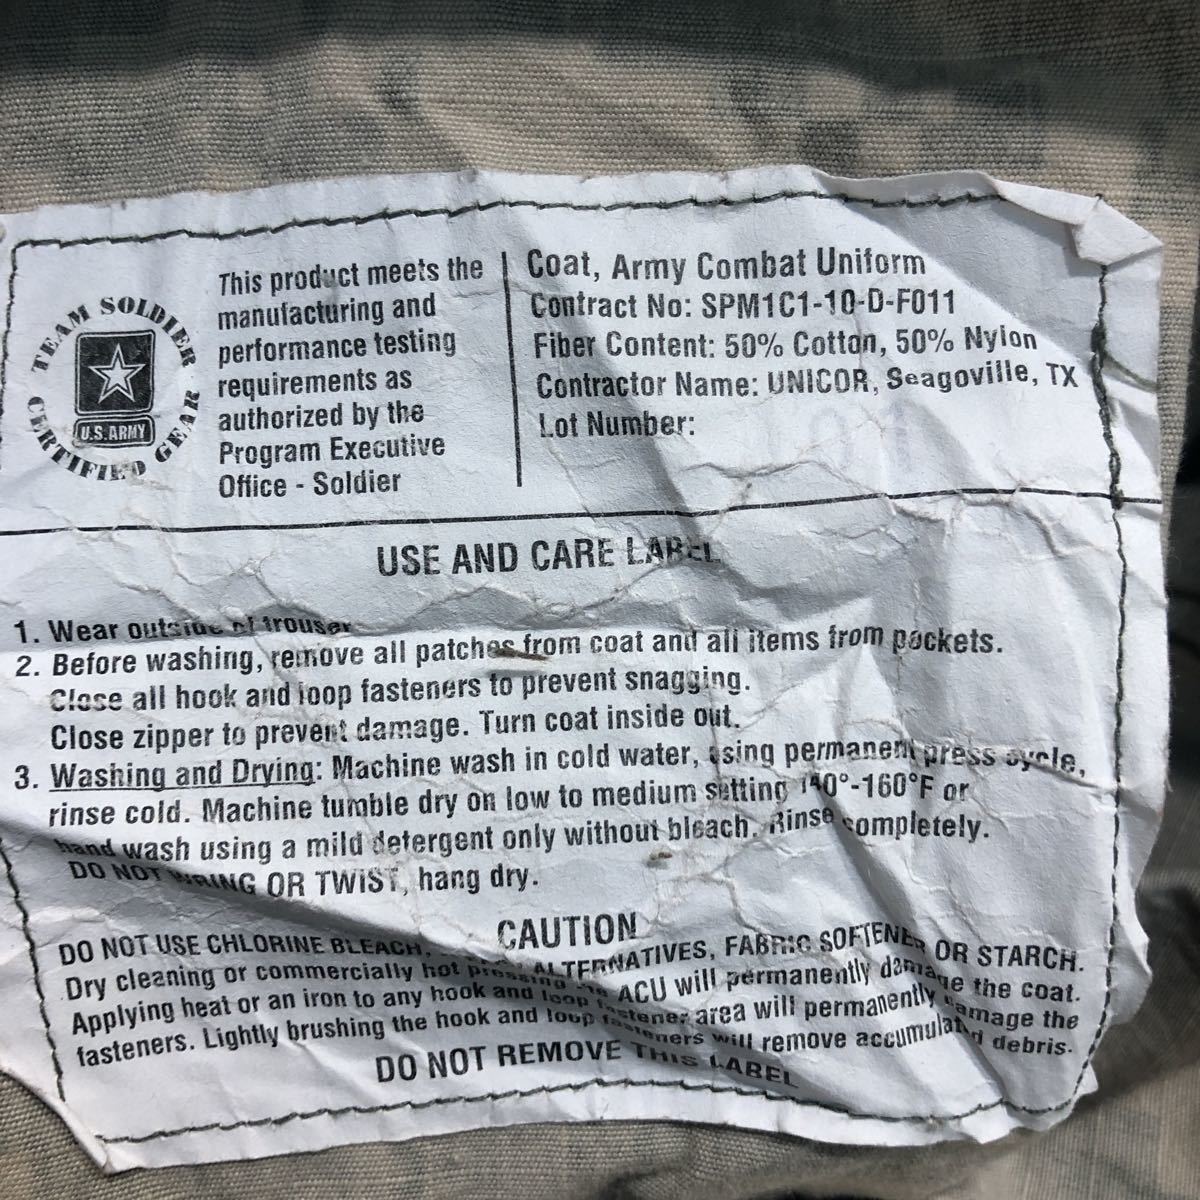 TEAM SOLDIER
CERTIFIED GEAR
U.S. ARMY
This product meets the
manufacturing and
performance testing
requirements as
authorized by the
Program Executive
Office - Soldier
Coat, Army Combat Uniform
Contract No: SPM1C1-10-D-F011
Fiber Content: 50% Cotton, 50% Nylon
Contractor Name: UNICOR, Seagoville, TX
Lot Number:
USE AND CARE LABEL
1. Wear outside of trouser
2. Before washing, remove all patches from coat and all items from pockets.
Close all hook and loop fasteners to prevent snagging.
Close zipper to prevent damage. Turn coat inside out.
3. Washing and Drying: Machine wash in cold water, using permanent press cycle,
rinse cold. Machine tumble dry on low to medium setting 140°-160°F or
hand wash using a mild detergent only without bleach. Rinse completely.
DO NOT WRING OR TWIST, hang dry.
CAUTION
DO NOT USE CHLORINE BLEACH, ALTERNATIVES, FABRIC SOFTENER OR STARCH.
Dry cleaning or commercially hot pressing the ACU will permanently damage the coat.
Applying heat or an iron to any hook and loop fastener area will permanently damage the
fasteners. Lightly brushing the hook and loop fasteners will remove accumulated debris.
DO NOT REMOVE THIS LABEL